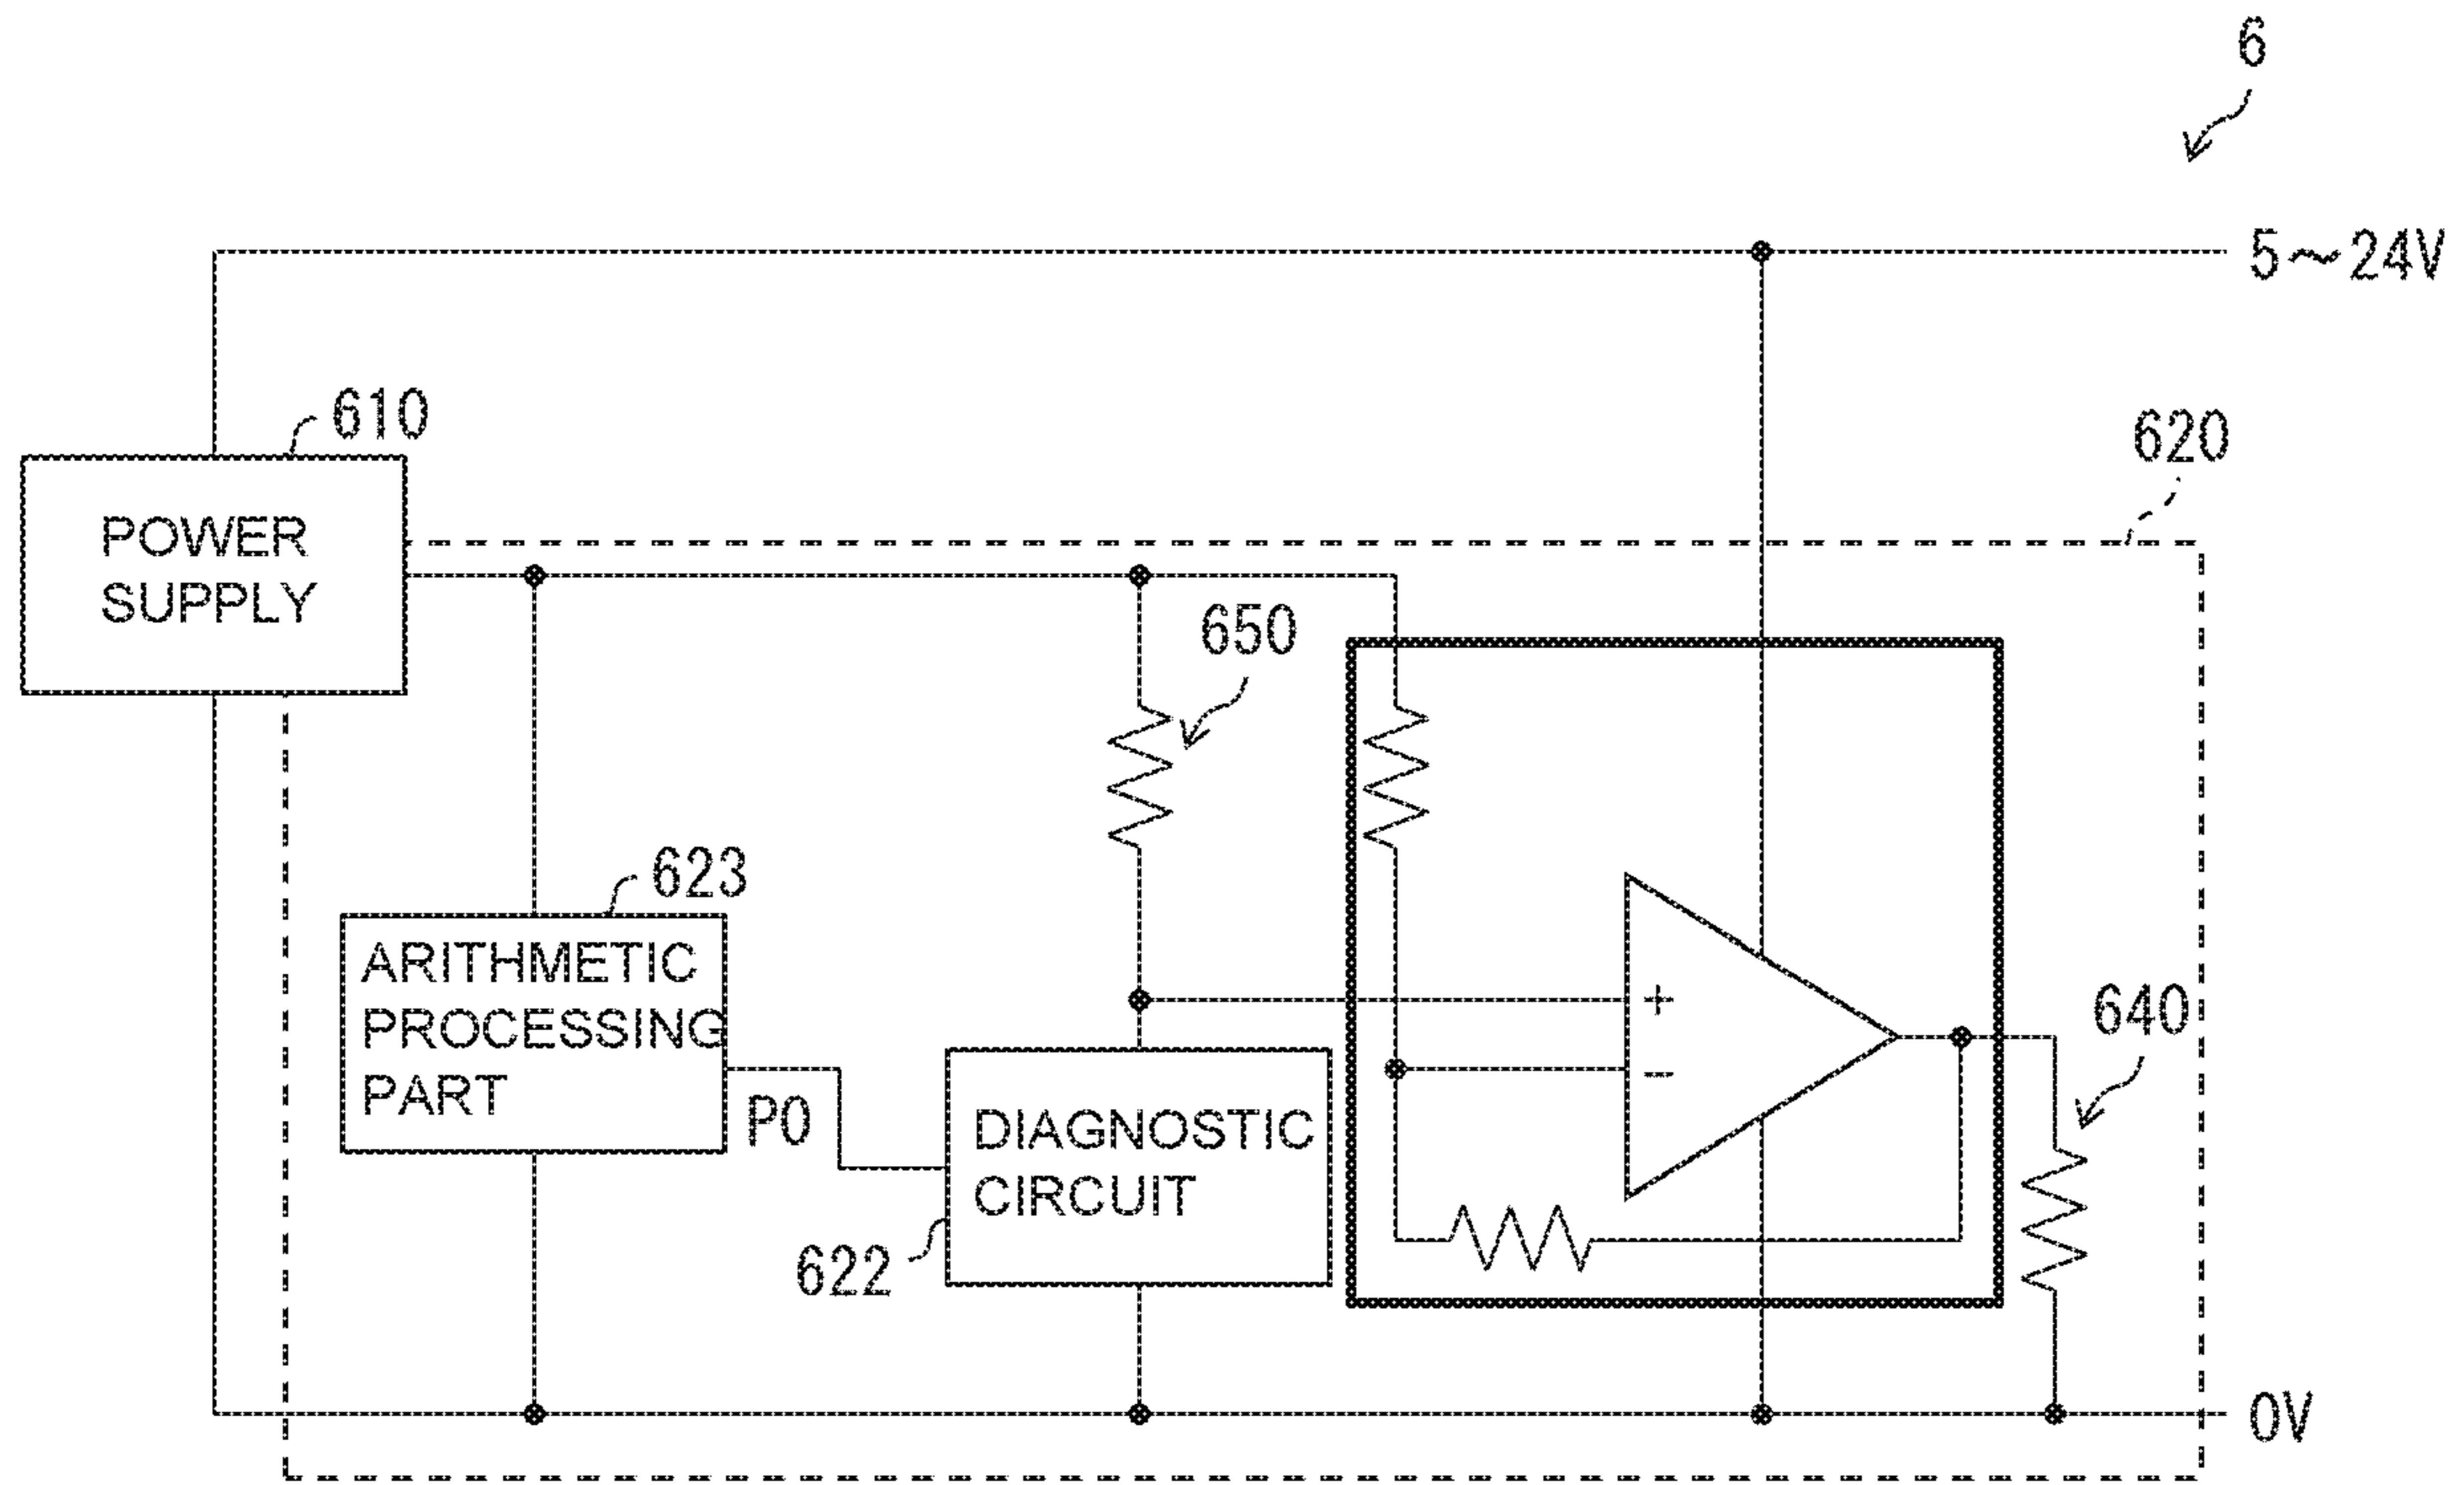 6
5～24V
610
620
POWER
SUPPLY
650
623
ARITHMETIC
PROCESSING
PART
640
+
−
P0
DIAGNOSTIC
CIRCUIT
622
0V